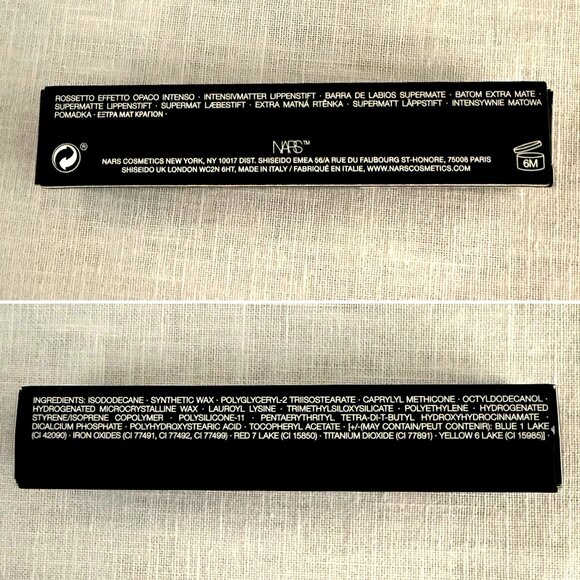 ROSSETTO EFFETTO OPACO INTENSO · INTENSIVMATTER LIPPENSTIFT · BARRA DE LABIOS SUPERMATE · BATOM EXTRA MATE ·
SUPERMATTE LIPPENSTIFT · SUPERMAT LÆBESTIFT · EXTRA MATNÁ RTĚNKA · SUPERMATT LÄPPSTIFT · INTENSYWNIE MATOWA
POMADKA · ΕΞΤΡΑ ΜΑΤ ΚΡΑΓΙΟΝ ·
NARS™
®
NARS COSMETICS NEW YORK, NY 10017 DIST. SHISEIDO EMEA 56/A RUE DU FAUBOURG ST-HONORE, 75008 PARIS
SHISEIDO UK LONDON WC2N 6HT, MADE IN ITALY / FABRIQUÉ EN ITALIE, WWW.NARSCOSMETICS.COM
6M
INGREDIENTS: ISODODECANE · SYNTHETIC WAX · POLYGLYCERYL-2 TRIISOSTEARATE · CAPRYLYL METHICONE · OCTYLDODECANOL ·
HYDROGENATED MICROCRYSTALLINE WAX · LAUROYL LYSINE · TRIMETHYLSILOXYSILICATE · POLYETHYLENE · HYDROGENATED
STYRENE/ISOPRENE COPOLYMER · POLYSILICONE-11 · PENTAERYTHRITYL TETRA-DI-T-BUTYL HYDROXYHYDROCINNAMATE ·
DICALCIUM PHOSPHATE · POLYHYDROXYSTEARIC ACID · TOCOPHERYL ACETATE · [+/-(MAY CONTAIN/PEUT CONTENIR): BLUE 1 LAKE
(CI 42090) · IRON OXIDES (CI 77491, CI 77492, CI 77499) · RED 7 LAKE (CI 15850) · TITANIUM DIOXIDE (CI 77891) · YELLOW 6 LAKE (CI 15985)] ·